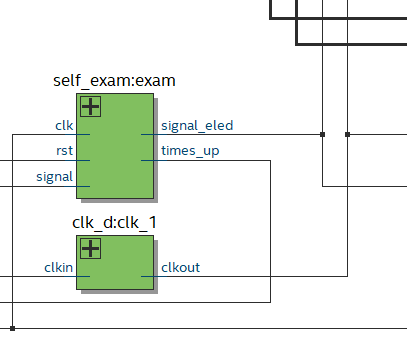 self_exam:exam
clk
signal_eled
rst
times_up
signal
clk_d:clk_1
clkin
clkout